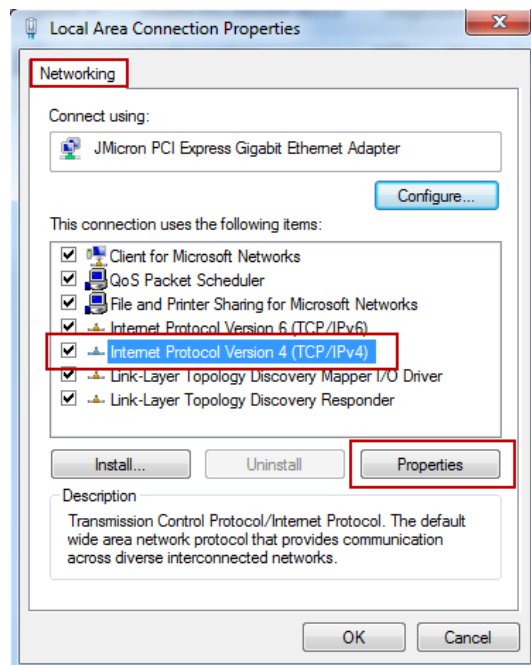 Local Area Connection Properties
Networking
Connect using:
JMicron PCI Express Gigabit Ethernet Adapter
Configure...
This connection uses the following items:
Client for Microsoft Networks
QoS Packet Scheduler
File and Printer Sharing for Microsoft Networks
Internet Protocol Version 6 (TCP/IPv6)
Internet Protocol Version 4 (TCP/IPv4)
Link-Layer Topology Discovery Mapper I/O Driver
Link-Layer Topology Discovery Responder
Install... Uninstall Properties
Description
Transmission Control Protocol/Internet Protocol. The default
wide area network protocol that provides communication
across diverse interconnected networks.
OK Cancel